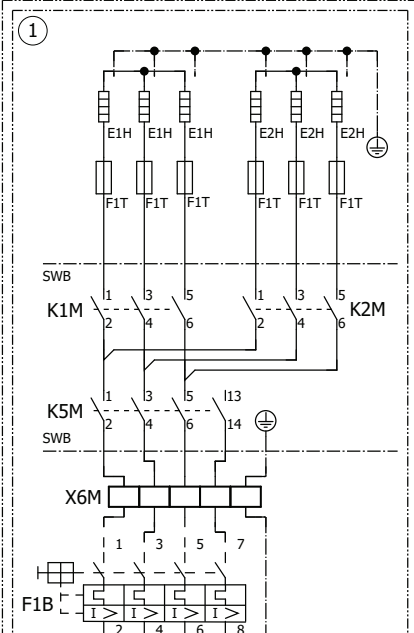 1
E1H E1H E1H E2H E2H E2H
F1T F1T F1T F1T F1T F1T
SWB
1 3 5 1 3 5
K1M K2M
2 4 6 2 4 6
1 3 5 13
K5M
2 4 6 14
SWB
X6M
1 3 5 7
F1B
I > I > I > I >
2 4 6 8